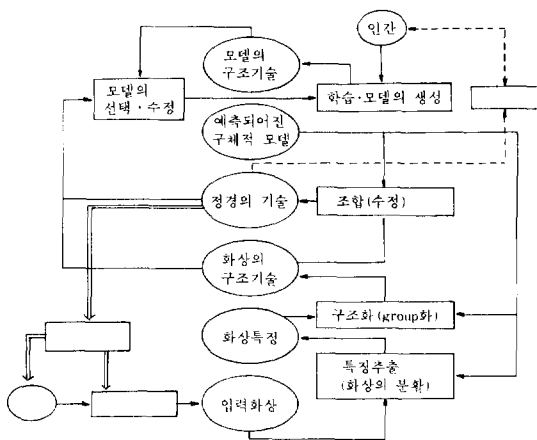 인간
모델의
구조기술
모델의
선택·수정
학습·모델의 생성
예측되어진
구체적 모델
정경의 기술
조합(수정)
화상의
구조기술
구조화(group화)
화상특징
특징추출
(화상의 분활)
입력화상